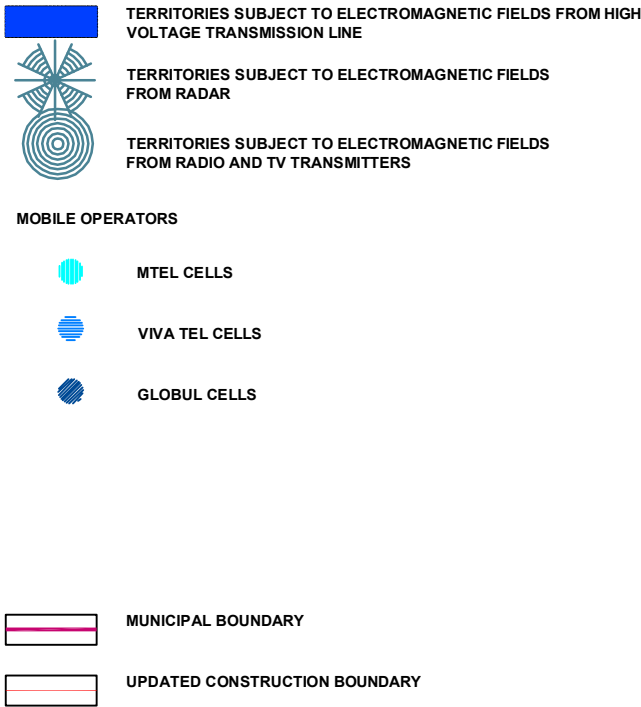 TERRITORIES SUBJECT TO ELECTROMAGNETIC FIELDS FROM HIGH
VOLTAGE TRANSMISSION LINE
TERRITORIES SUBJECT TO ELECTROMAGNETIC FIELDS
FROM RADAR
TERRITORIES SUBJECT TO ELECTROMAGNETIC FIELDS
FROM RADIO AND TV TRANSMITTERS
MOBILE OPERATORS
MTEL CELLS
VIVA TEL CELLS
GLOBUL CELLS
MUNICIPAL BOUNDARY
UPDATED CONSTRUCTION BOUNDARY